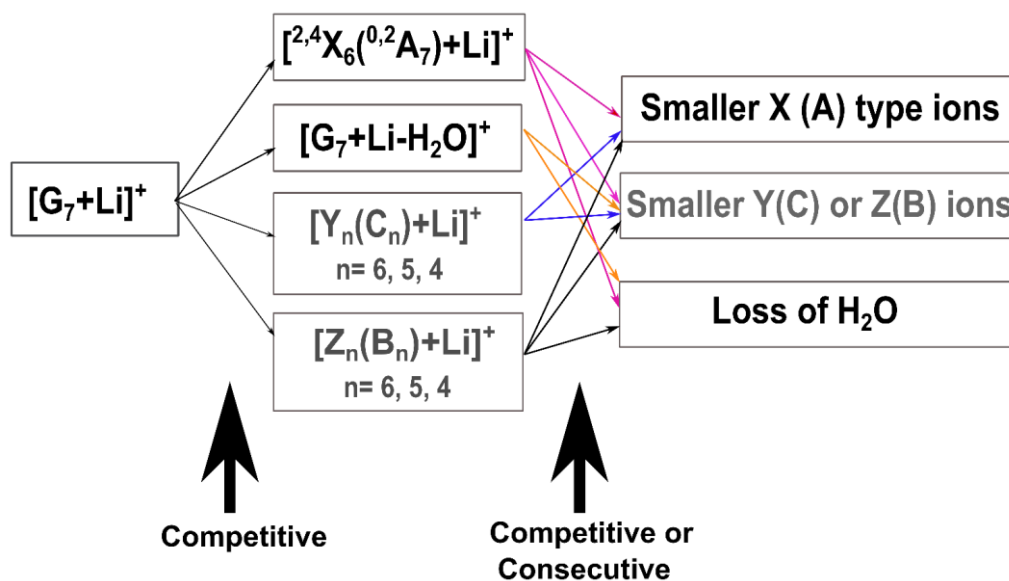 [G₇+Li]⁺
[²,⁴X₆(⁰,²A₇)+Li]⁺
[G₇+Li-H₂O]⁺
[Yₙ(Cₙ)+Li]⁺
n= 6, 5, 4
[Zₙ(Bₙ)+Li]⁺
n= 6, 5, 4
Smaller X (A) type ions
Smaller Y(C) or Z(B) ions
Loss of H₂O
Competitive
Competitive or
Consecutive